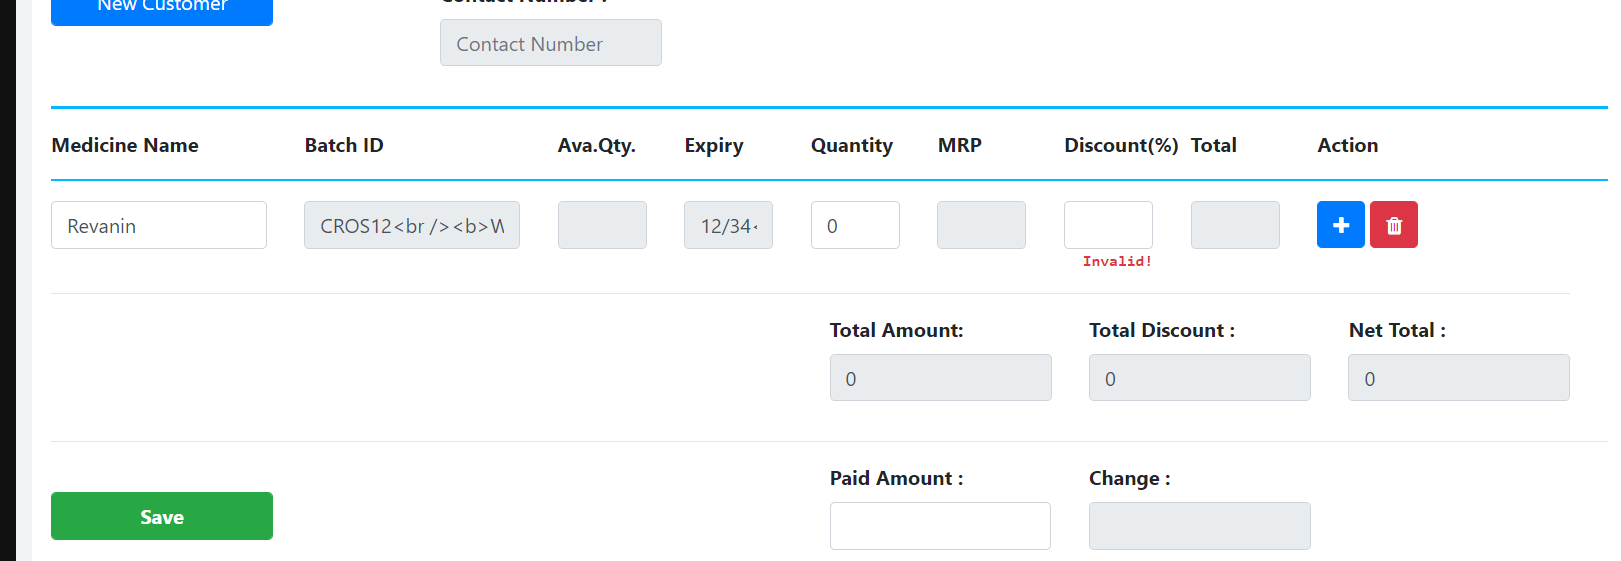 New Customer
Contact Number :
Contact Number
Medicine Name Batch ID Ava.Qty. Expiry Quantity MRP Discount(%) Total Action
Revanin CROS12<br /><b>W 12/34< 0
Invalid!
Total Amount: Total Discount : Net Total :
0 0 0
Paid Amount : Change :
Save